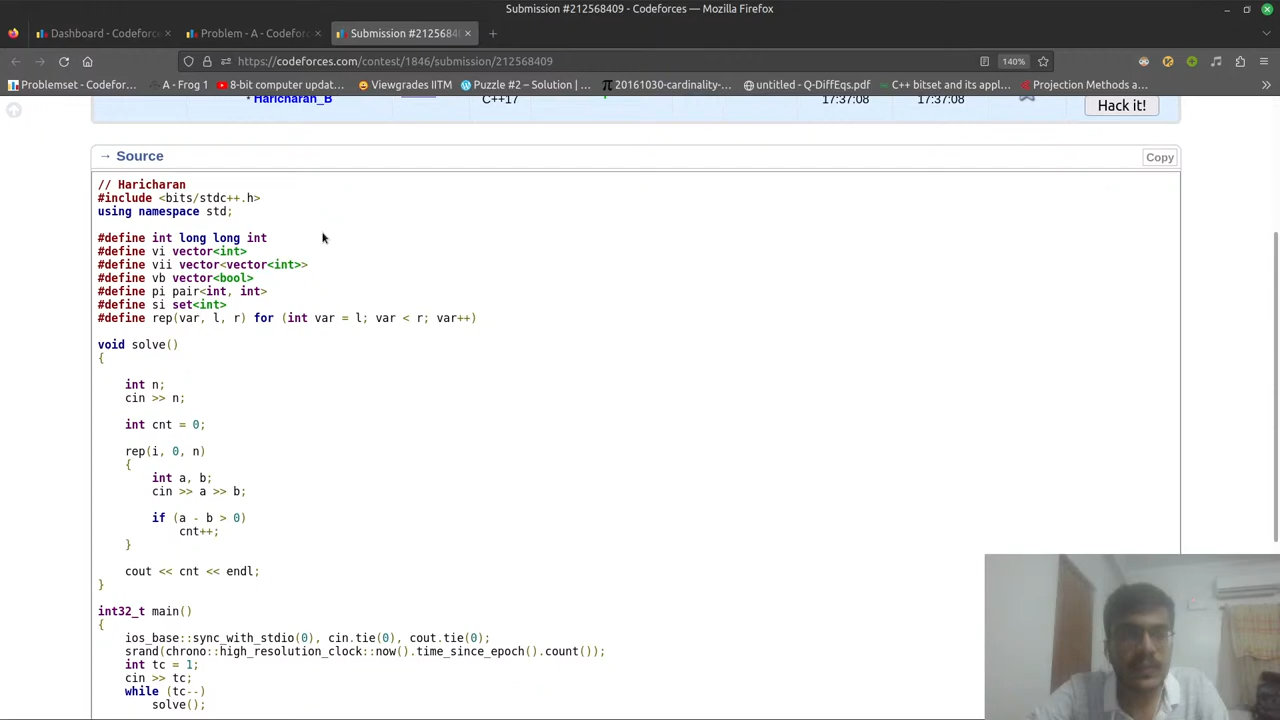 Submission #212568409 - Codeforces — Mozilla Firefox
Dashboard - Codeforce
Problem - A - Codeforc
Submission #2125684
https://codeforces.com/contest/1846/submission/212568409
140%
Problemset - Codefor...
A - Frog 1
8-bit computer updat...
Viewgrades IITM
Puzzle #2 – Solution | ...
20161030-cardinality-...
untitled - Q-DiffEqs.pdf
C++ bitset and its appl...
Projection Methods a...
* Haricharan_B
C++17
17:37:08
17:37:08
Hack it!
→ Source
Copy
// Haricharan
#include <bits/stdc++.h>
using namespace std;
#define int long long int
#define vi vector<int>
#define vii vector<vector<int>>
#define vb vector<bool>
#define pi pair<int, int>
#define si set<int>
#define rep(var, l, r) for (int var = l; var < r; var++)
void solve()
{
int n;
cin >> n;
int cnt = 0;
rep(i, 0, n)
{
int a, b;
cin >> a >> b;
if (a - b > 0)
cnt++;
}
cout << cnt << endl;
}
int32_t main()
{
ios_base::sync_with_stdio(0), cin.tie(0), cout.tie(0);
srand(chrono::high_resolution_clock::now().time_since_epoch().count());
int tc = 1;
cin >> tc;
while (tc--)
solve();